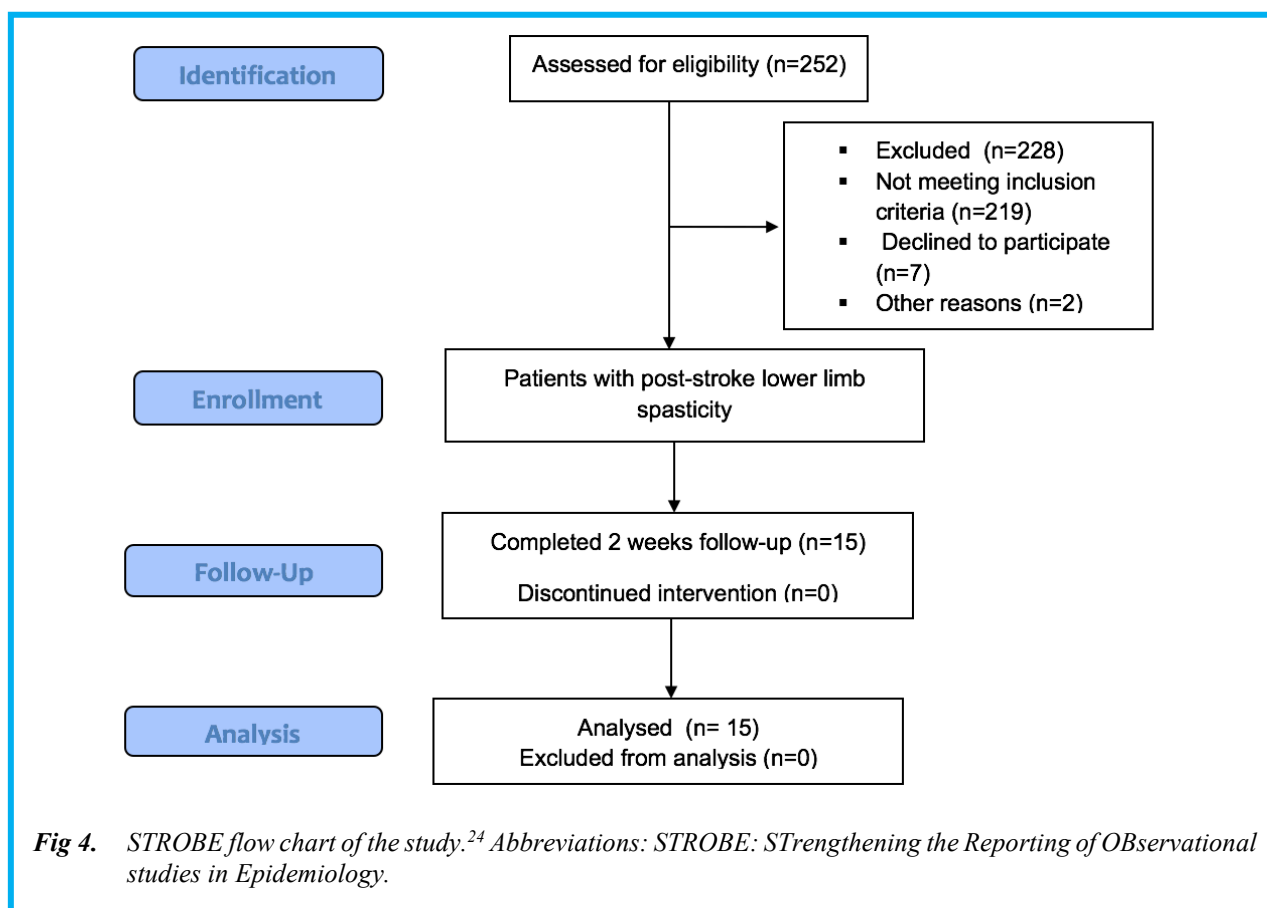 Identification
Assessed for eligibility (n=252)
▪ Excluded (n=228)
▪ Not meeting inclusion
criteria (n=219)
▪ Declined to participate
(n=7)
▪ Other reasons (n=2)
Enrollment
Patients with post-stroke lower limb
spasticity
Follow-Up
Completed 2 weeks follow-up (n=15)
Discontinued intervention (n=0)
Analysis
Analysed (n= 15)
Excluded from analysis (n=0)
Fig 4. STROBE flow chart of the study.24 Abbreviations: STROBE: STrengthening the Reporting of OBservational
studies in Epidemiology.